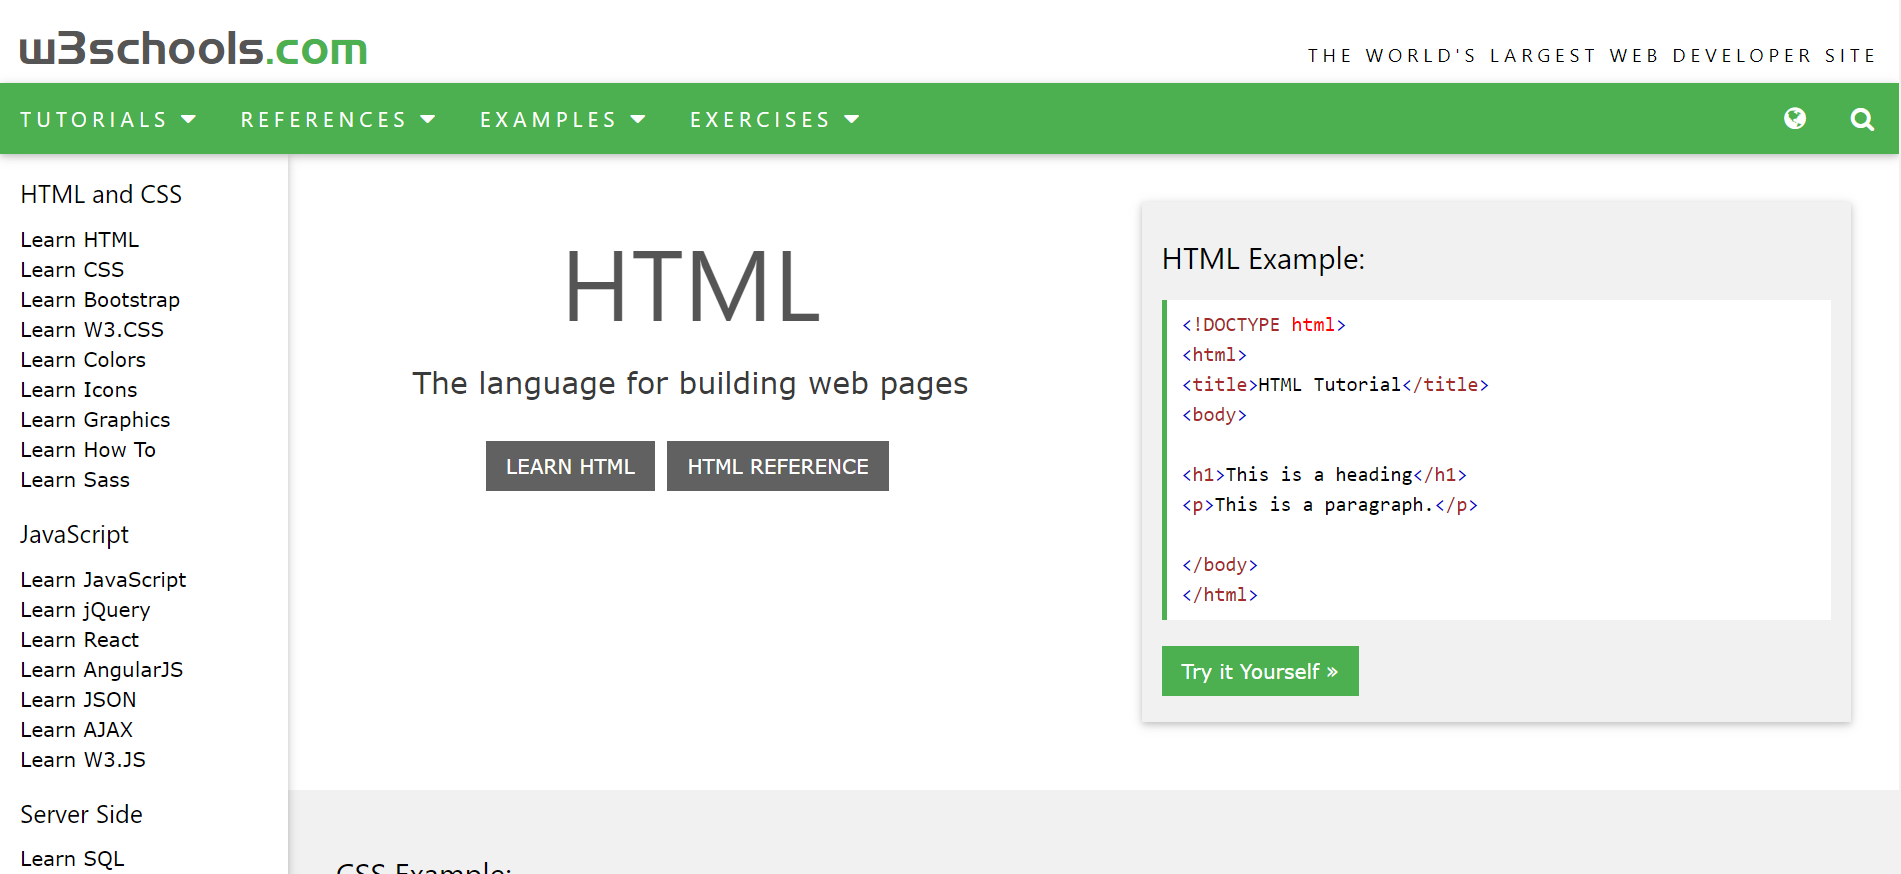 w3schools.com
THE WORLD'S LARGEST WEB DEVELOPER SITE
TUTORIALS REFERENCES EXAMPLES EXERCISES
HTML and CSS
Learn HTML
Learn CSS
Learn Bootstrap
Learn W3.CSS
Learn Colors
Learn Icons
Learn Graphics
Learn How To
Learn Sass
JavaScript
Learn JavaScript
Learn jQuery
Learn React
Learn AngularJS
Learn JSON
Learn AJAX
Learn W3.JS
Server Side
Learn SQL
HTML
The language for building web pages
LEARN HTML HTML REFERENCE
HTML Example:
<!DOCTYPE html>
<html>
<title>HTML Tutorial</title>
<body>
<h1>This is a heading</h1>
<p>This is a paragraph.</p>
</body>
</html>
Try it Yourself »
CSS Example: